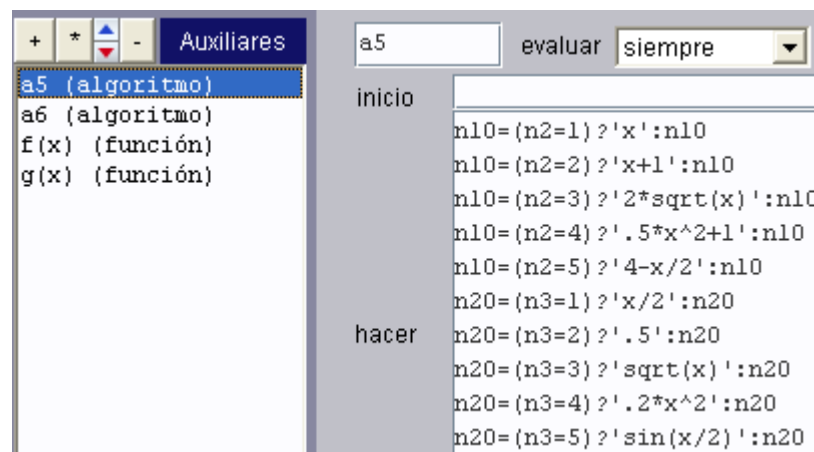 + * - Auxiliares
a5 (algoritmo)
a6 (algoritmo)
f(x) (función)
g(x) (función)
a5 evaluar siempre
inicio
hacer
n10=(n2=1)?'x':n10
n10=(n2=2)?'x+1':n10
n10=(n2=3)?'2*sqrt(x)':n10
n10=(n2=4)?'.5*x^2+1':n10
n10=(n2=5)?'4-x/2':n10
n20=(n3=1)?'x/2':n20
n20=(n3=2)?'.5':n20
n20=(n3=3)?'sqrt(x)':n20
n20=(n3=4)?'.2*x^2':n20
n20=(n3=5)?'sin(x/2)':n20